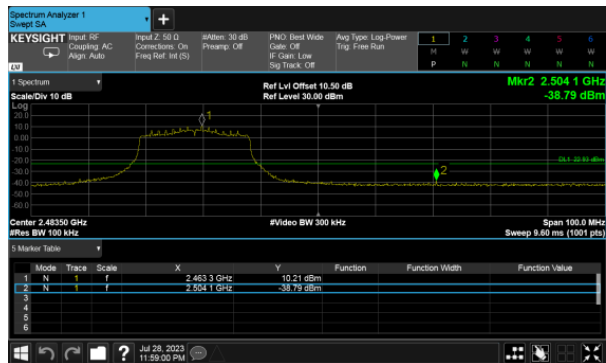 Spectrum Analyzer 1
Swept SA
KEYSIGHT
Input: RF
Coupling: AC
Align: Auto
Input Z: 50 Ω
Corrections: On
Freq Ref: Int (S)
#Atten: 30 dB
Preamp: Off
PNO: Best Wide
Gate: Off
IF Gain: Low
Sig Track: Off
Avg Type: Log-Power
Trig: Free Run
1 2 3 4 5 6
M W W W W W
P N N N N N
1 Spectrum
Scale/Div 10 dB
Ref Lvl Offset 10.50 dB
Ref Level 30.00 dBm
Mkr2 2.504 1 GHz
-38.79 dBm
Log
20.0
10.0
0.00
-10.0
-20.0
-30.0
-40.0
-50.0
-60.0
1
2
Center 2.48350 GHz
#Res BW 100 kHz
#Video BW 300 kHz
Span 100.0 MHz
Sweep 9.60 ms (1001 pts)
5 Marker Table
Mode Trace Scale X Y Function Function Width Function Value
1 N 1 f 2.463 3 GHz 10.21 dBm
2 N 1 f 2.504 1 GHz -38.79 dBm
3
4
5
6
Jul 28, 2023
11:59:00 PM